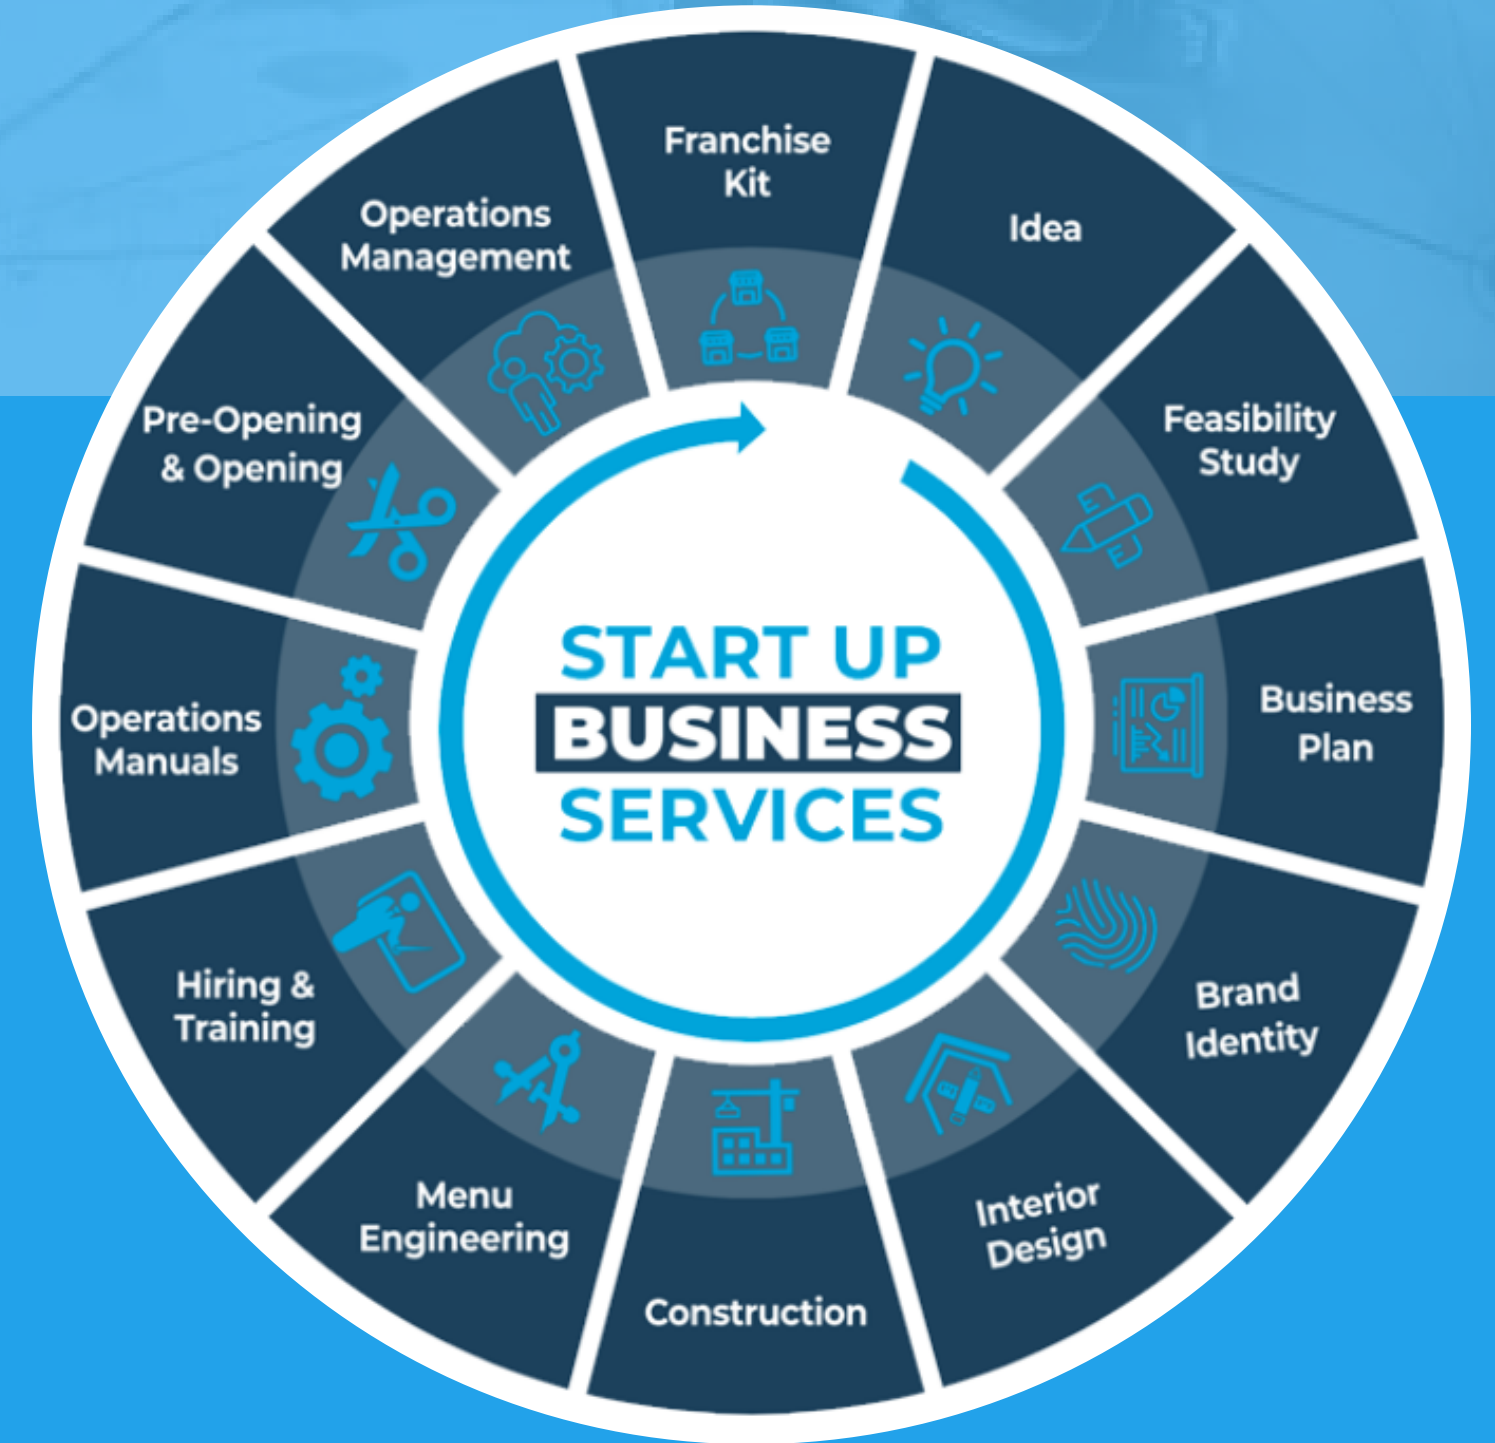 START UP
BUSINESS
SERVICES
Idea
Feasibility
Study
Business
Plan
Brand
Identity
Interior
Design
Construction
Menu
Engineering
Hiring &
Training
Operations
Manuals
Pre-Opening
& Opening
Operations
Management
Franchise
Kit